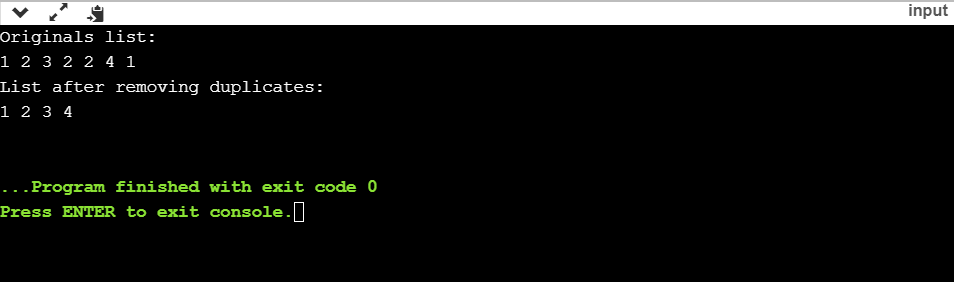 input
Originals list:
1 2 3 2 2 4 1
List after removing duplicates:
1 2 3 4
...Program finished with exit code 0
Press ENTER to exit console.